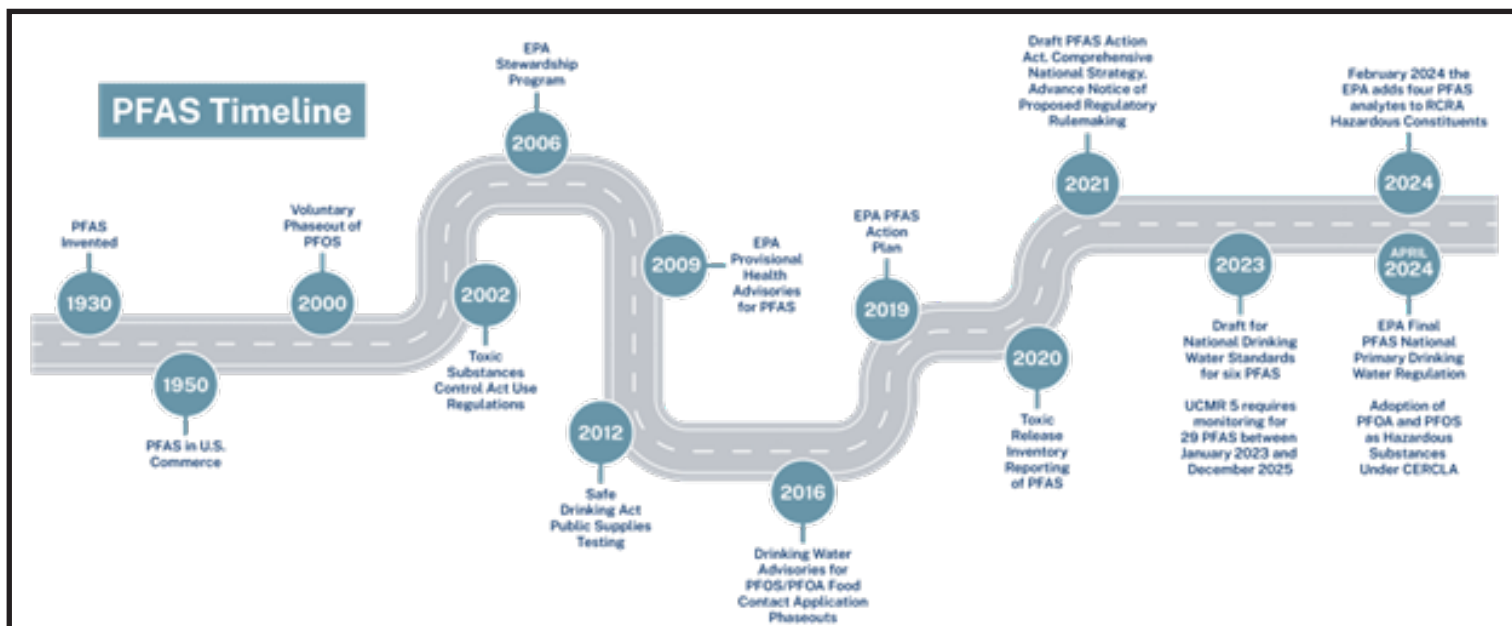 PFAS Timeline
PFAS
Invented
1930
1950
PFAS in U.S.
Commerce
Voluntary
Phaseout of
PFOS
2000
2002
Toxic
Substances
Control Act Use
Regulations
EPA
Stewardship
Program
2006
2009
EPA
Provisional
Health
Advisories
for PFAS
2012
Safe
Drinking Act
Public Supplies
Testing
2016
Drinking Water
Advisories for
PFOS/PFOA Food
Contact Application
Phaseouts
EPA PFAS
Action
Plan
2019
2020
Toxic
Release
Inventory
Reporting
of PFAS
Draft PFAS Action
Act. Comprehensive
National Strategy.
Advance Notice of
Proposed Regulatory
Rulemaking
2021
2023
Draft for
National Drinking
Water Standards
for six PFAS
UCMR 5 requires
monitoring for
29 PFAS between
January 2023 and
December 2025
February 2024 the
EPA adds four PFAS
analytes to RCRA
Hazardous Constituents
2024
APRIL
2024
EPA Final
PFAS National
Primary Drinking
Water Regulation
Adoption of
PFOA and PFOS
as Hazardous
Substances
Under CERCLA